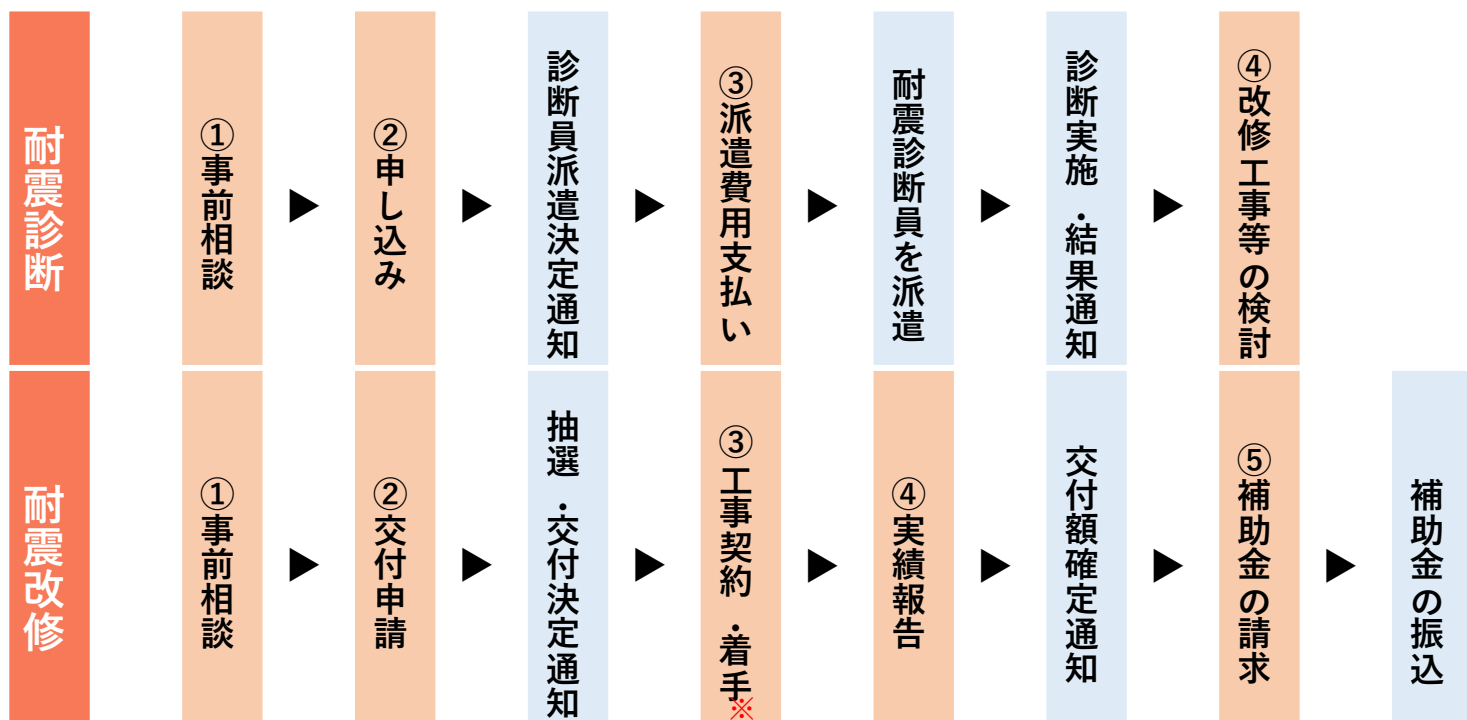 耐震診断
①事前相談
▶
②申し込み
▶
診断員派遣決定通知
▶
③派遣費用支払い
▶
耐震診断員を派遣
▶
診断実施・結果通知
▶
④改修工事等の検討
耐震改修
①事前相談
▶
②交付申請
▶
抽選・交付決定通知
▶
③工事契約・着手※
▶
④実績報告
▶
交付額確定通知
▶
⑤補助金の請求
▶
補助金の振込